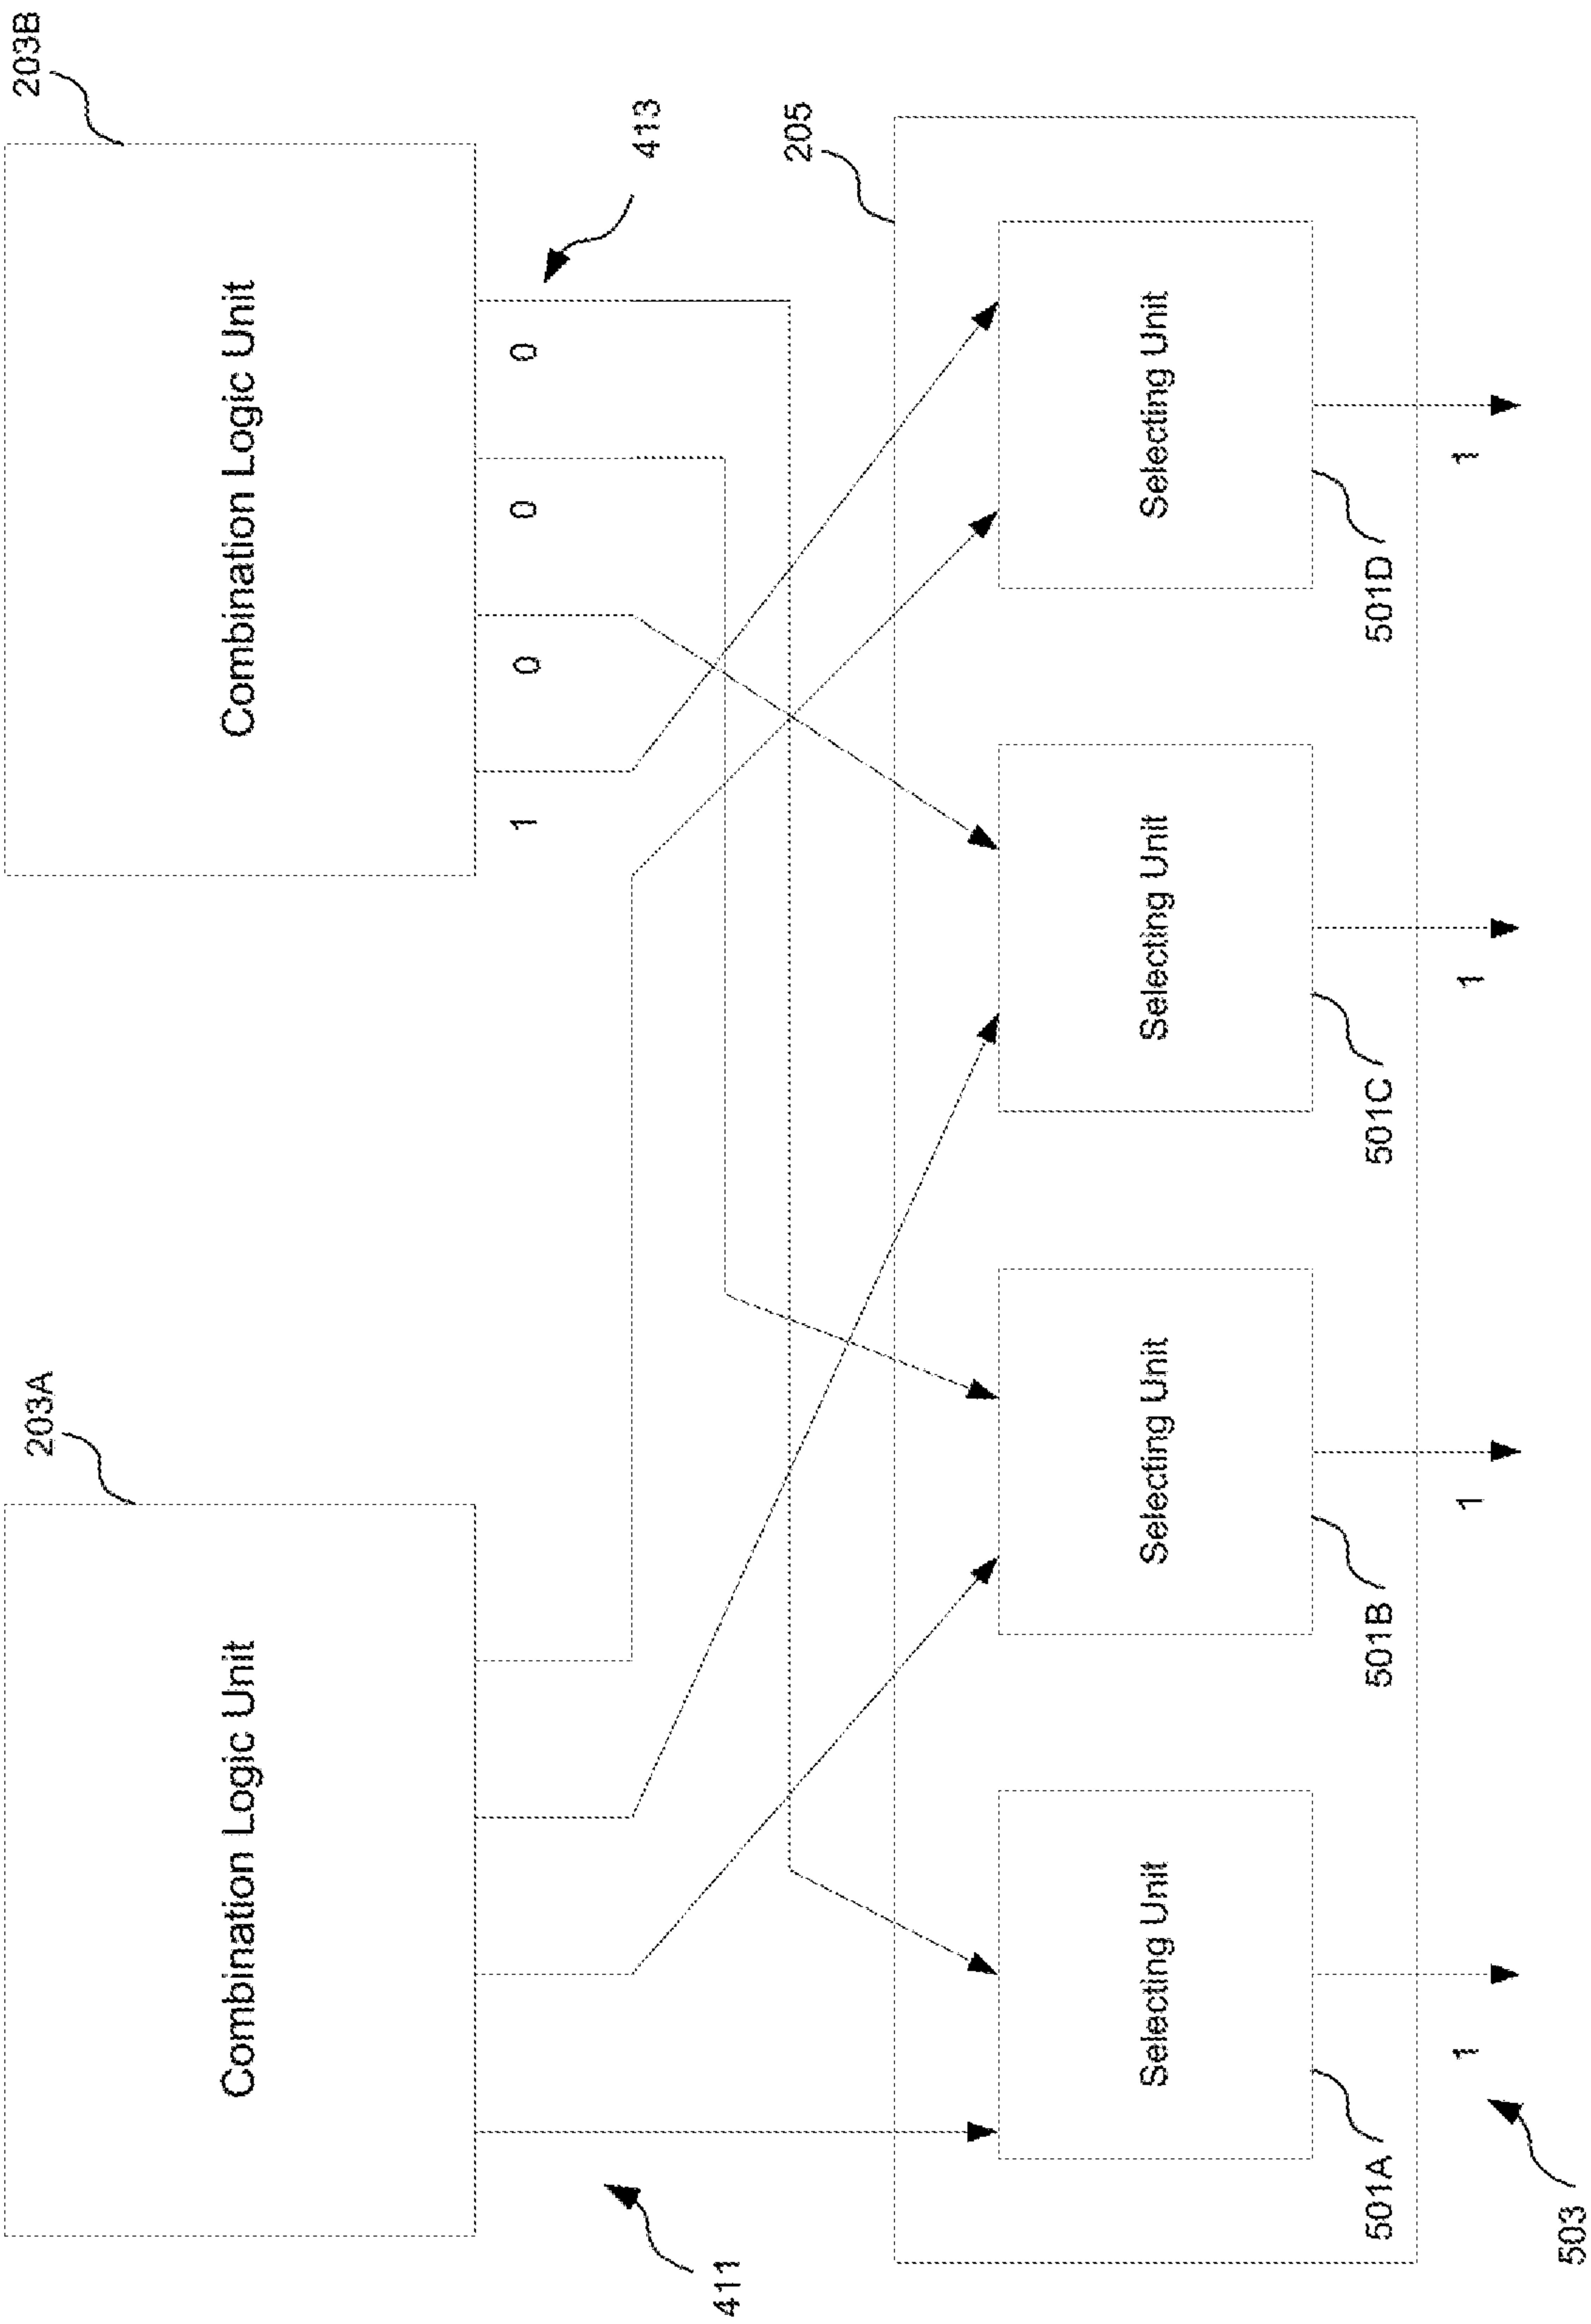 203A
203B
Combination Logic Unit
Combination Logic Unit
411
1
0
0
0
413
205
Selecting Unit
Selecting Unit
Selecting Unit
Selecting Unit
501A
501B
501C
501D
1
1
1
1
503